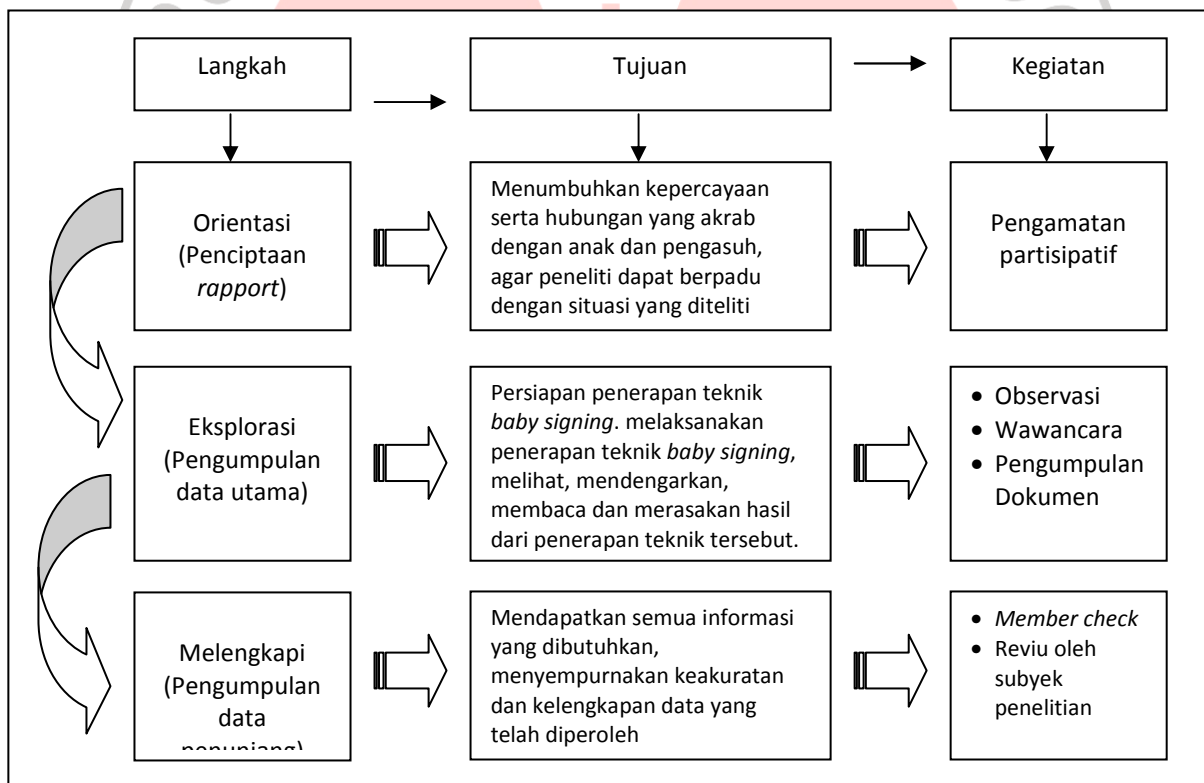 Langkah
Tujuan
Kegiatan
Orientasi
(Penciptaan
rapport)
Menumbuhkan kepercayaan
serta hubungan yang akrab
dengan anak dan pengasuh,
agar peneliti dapat berpadu
dengan situasi yang diteliti
Pengamatan
partisipatif
Eksplorasi
(Pengumpulan
data utama)
Persiapan penerapan teknik
baby signing. melaksanakan
penerapan teknik baby signing,
melihat, mendengarkan,
membaca dan merasakan hasil
dari penerapan teknik tersebut.
• Observasi
• Wawancara
• Pengumpulan
Dokumen
Melengkapi
(Pengumpulan
data
penunjang)
Mendapatkan semua informasi
yang dibutuhkan,
menyempurnakan keakuratan
dan kelengkapan data yang
telah diperoleh
• Member check
• Reviu oleh
subyek
penelitian